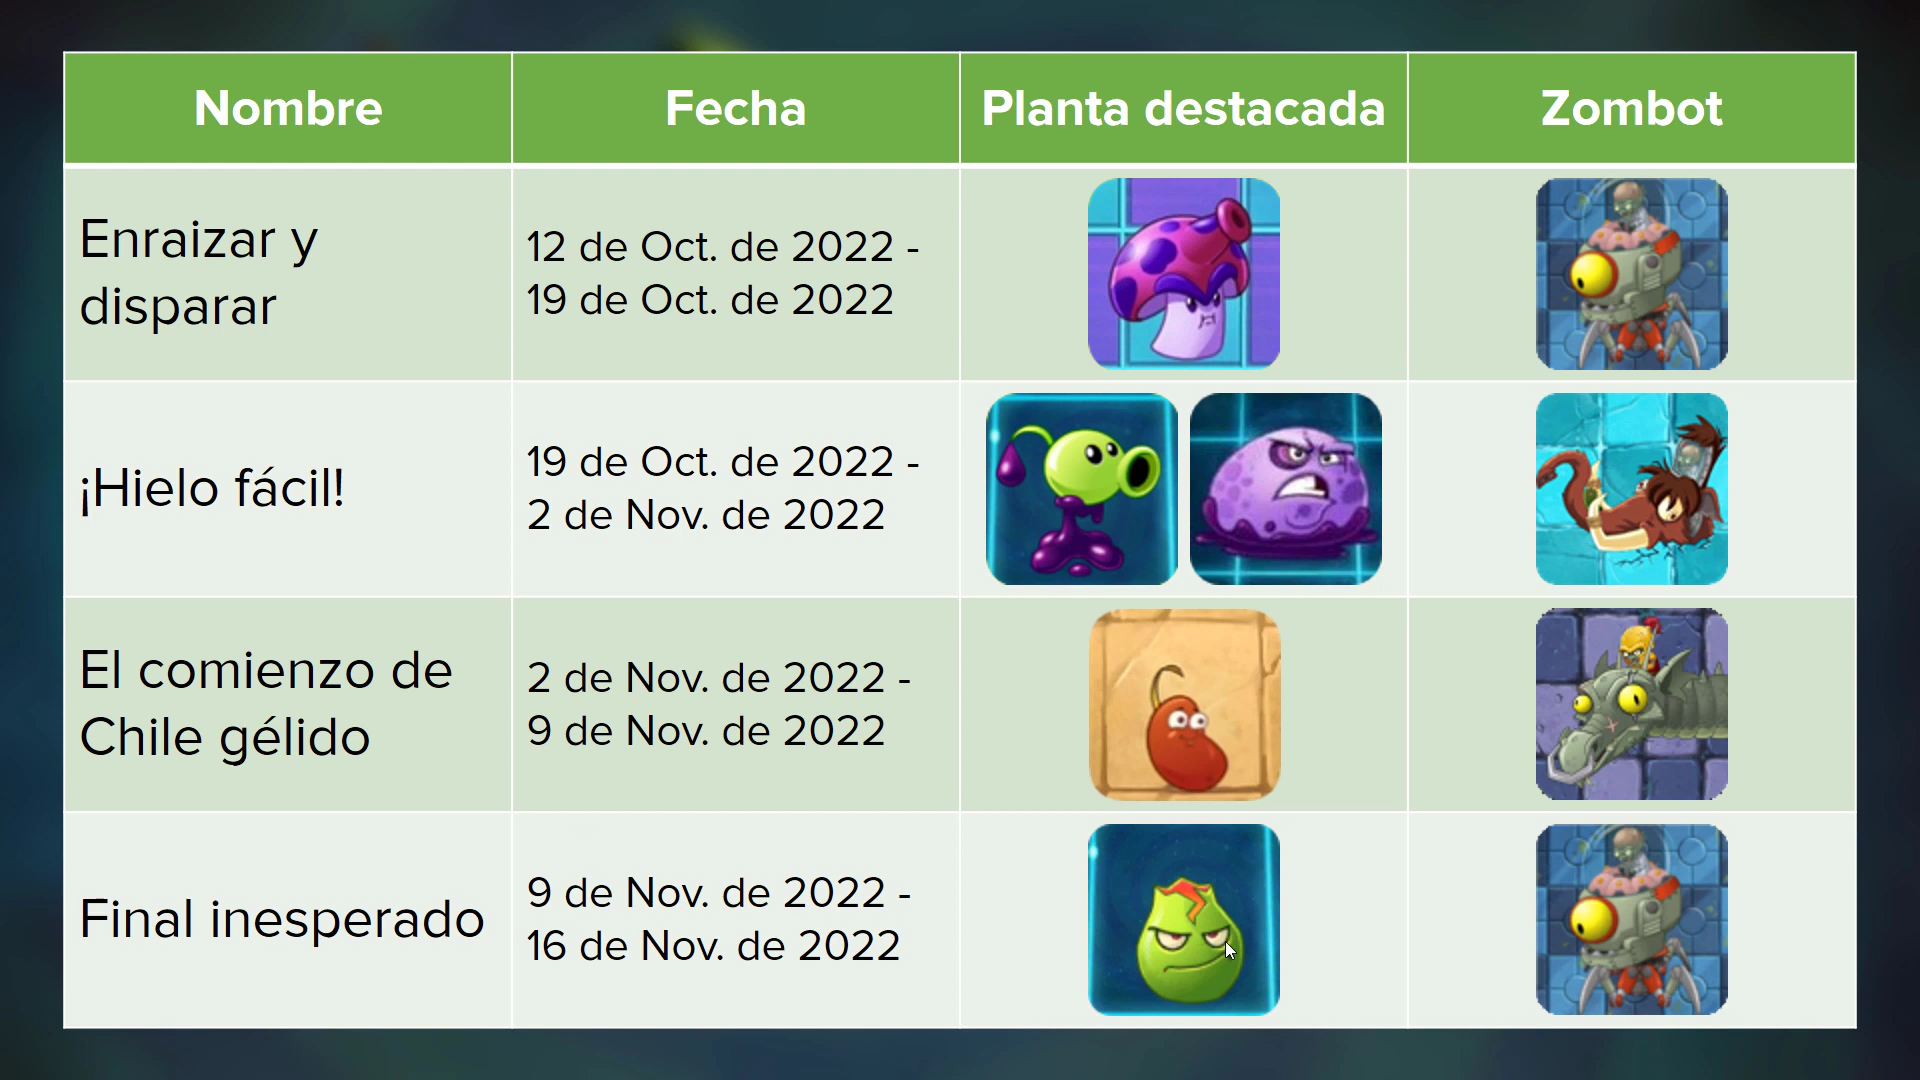 Nombre
Fecha
Planta destacada
Zombot
Enraizar y
disparar
12 de Oct. de 2022 -
19 de Oct. de 2022
¡Hielo fácil!
19 de Oct. de 2022 -
2 de Nov. de 2022
El comienzo de
Chile gélido
2 de Nov. de 2022 -
9 de Nov. de 2022
Final inesperado
9 de Nov. de 2022 -
16 de Nov. de 2022